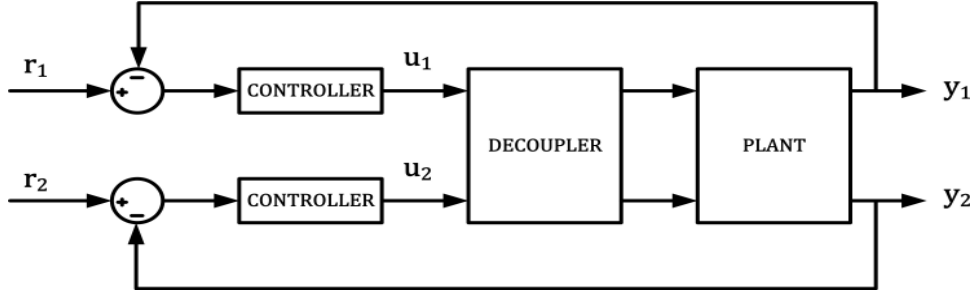 r₁
CONTROLLER
u₁
DECOUPLER
PLANT
y₁
r₂
CONTROLLER
u₂
y₂